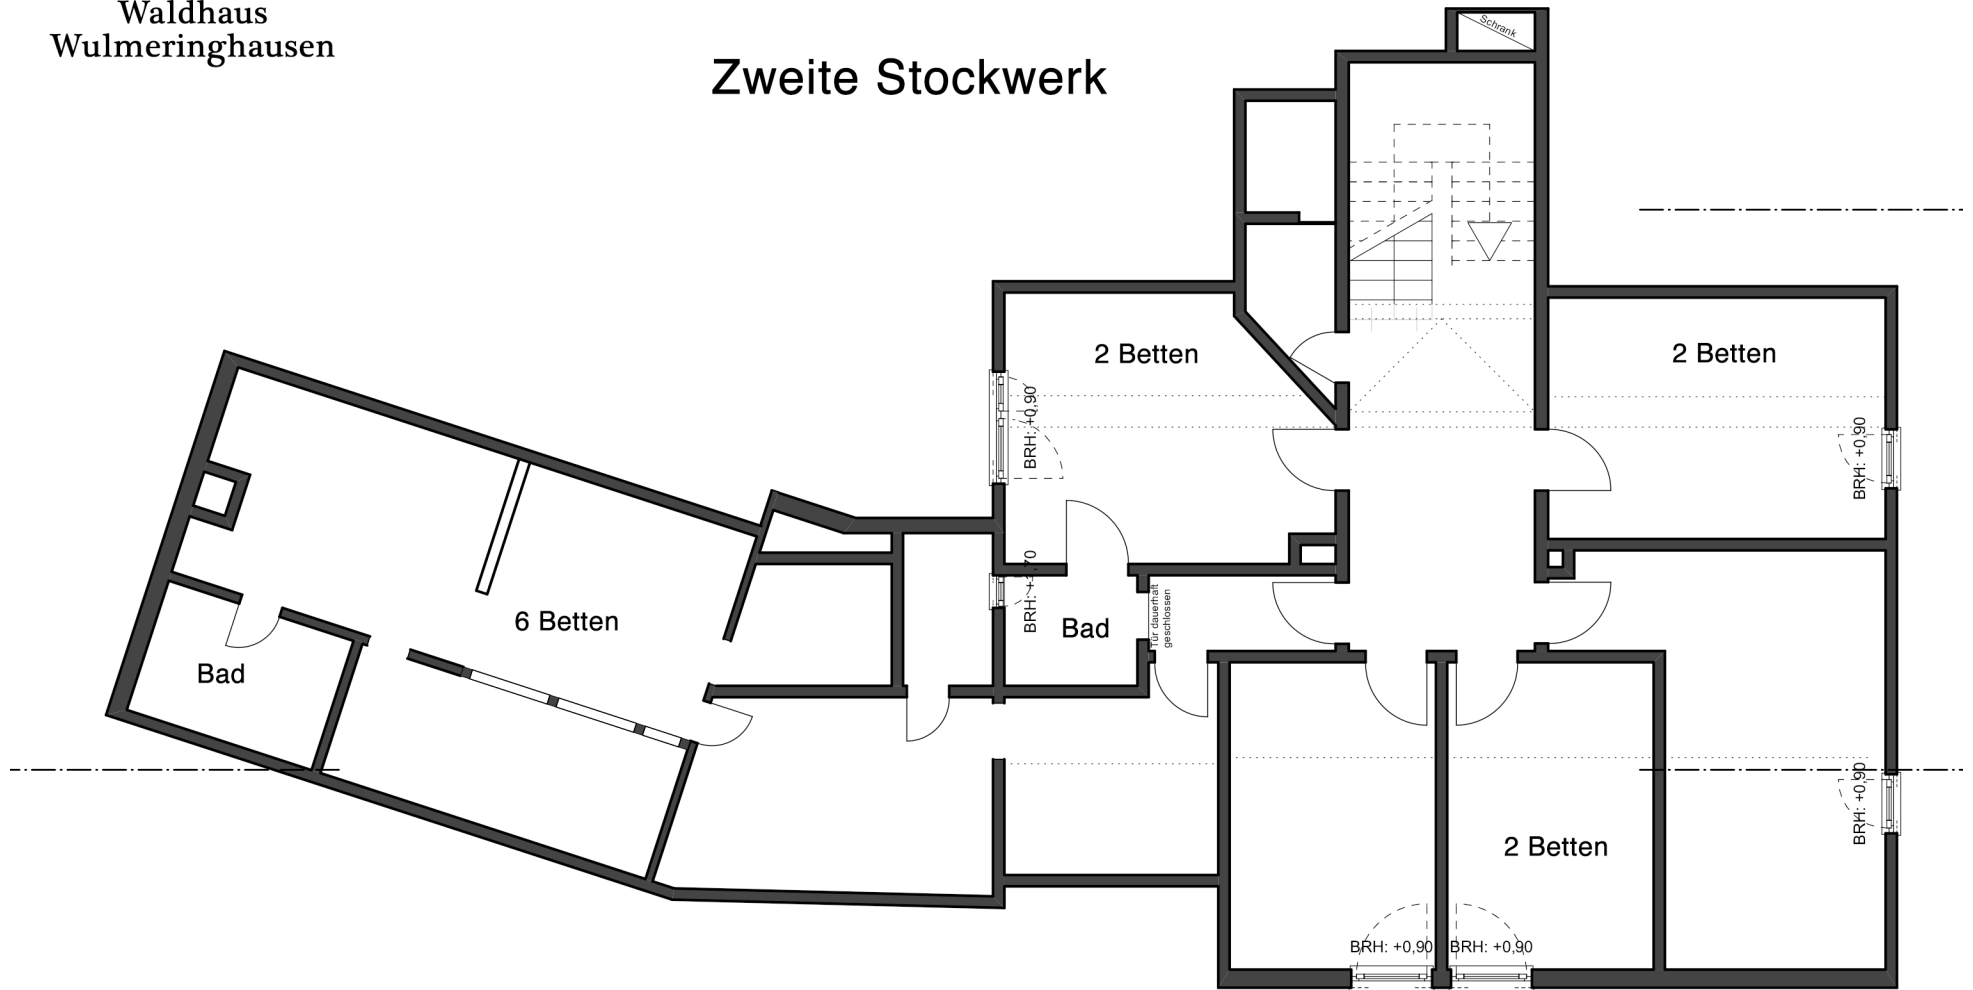 Waldhaus
Wulmeringhausen
Zweite Stockwerk
Schrank
2 Betten
2 Betten
BRH: +0,90
BRH: +0,90
6 Betten
Bad
Bad
Tür dauerhaft
geschlossen
2 Betten
BRH: +0,90
BRH: +0,90
BRH: +0,90